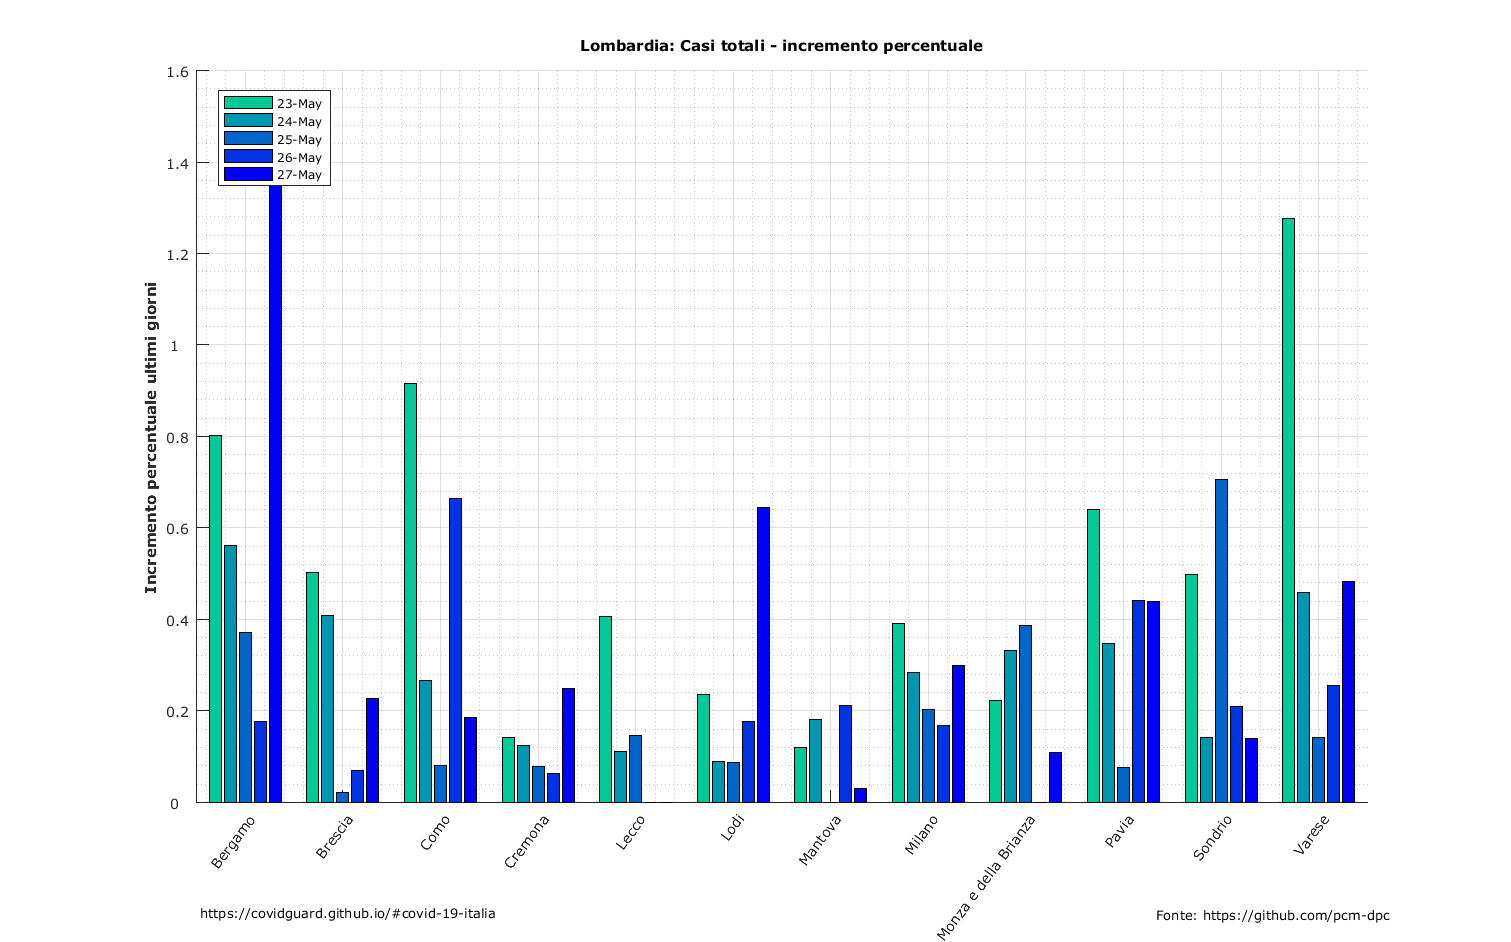 Lombardia: Casi totali - incremento percentuale
Incremento percentuale ultimi giorni
1.6
1.4
1.2
1
0.8
0.6
0.4
0.2
0
23-May
24-May
25-May
26-May
27-May
Bergamo
Brescia
Como
Cremona
Lecco
Lodi
Mantova
Milano
Monza e della Brianza
Pavia
Sondrio
Varese
https://covidguard.github.io/#covid-19-italia
Fonte: https://github.com/pcm-dpc